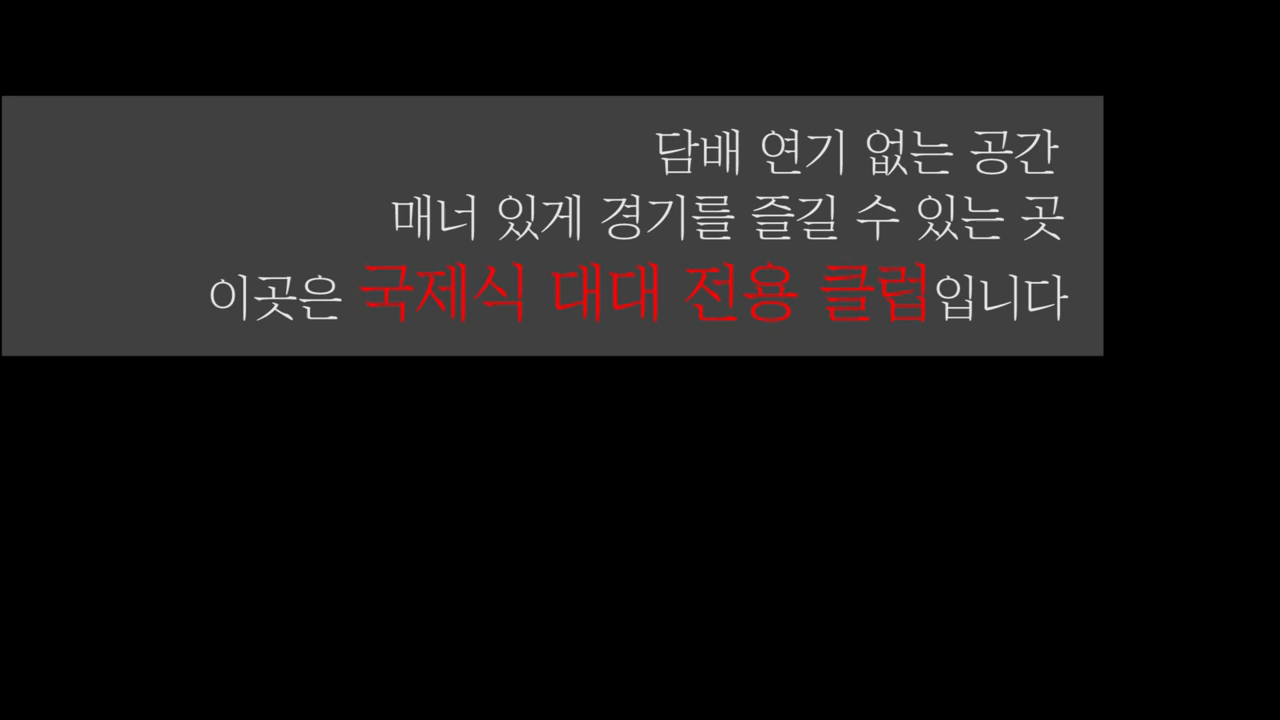 담배 연기 없는 공간
매너 있게 경기를 즐길 수 있는 곳
이곳은 국제식 대대 전용 클럽입니다